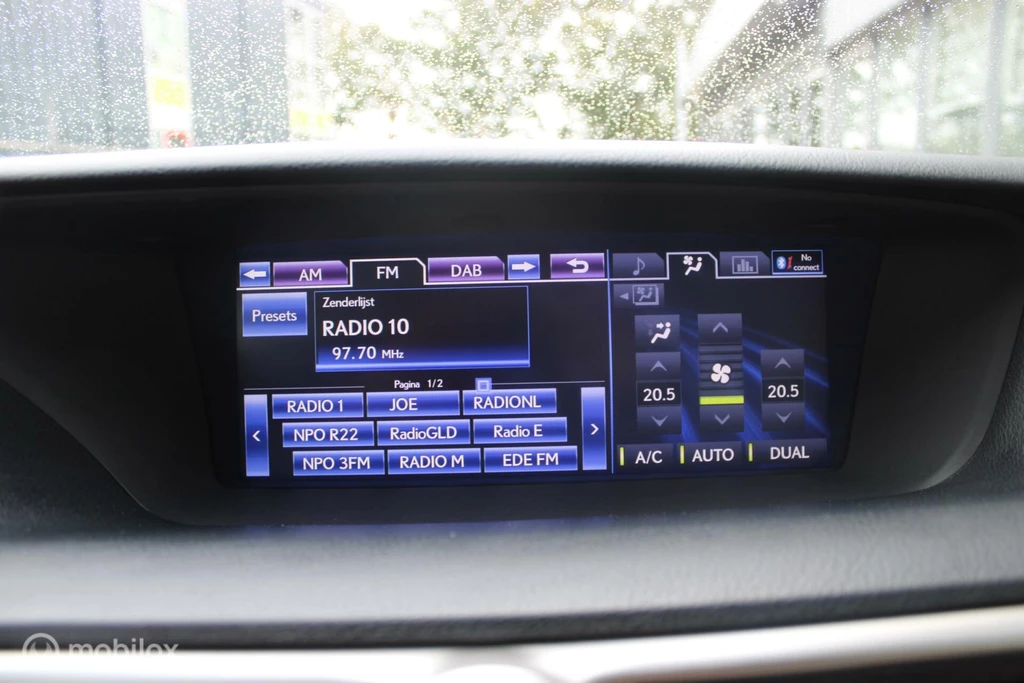 AM FM DAB
Presets
Zenderlijst
RADIO 10
97.70 MHz
Pagina 1/2
RADIO 1 JOE RADIONL
NPO R22 RadioGLD Radio E
NPO 3FM RADIO M EDE FM
No
connect
20.5 20.5
A/C AUTO DUAL
mobilox